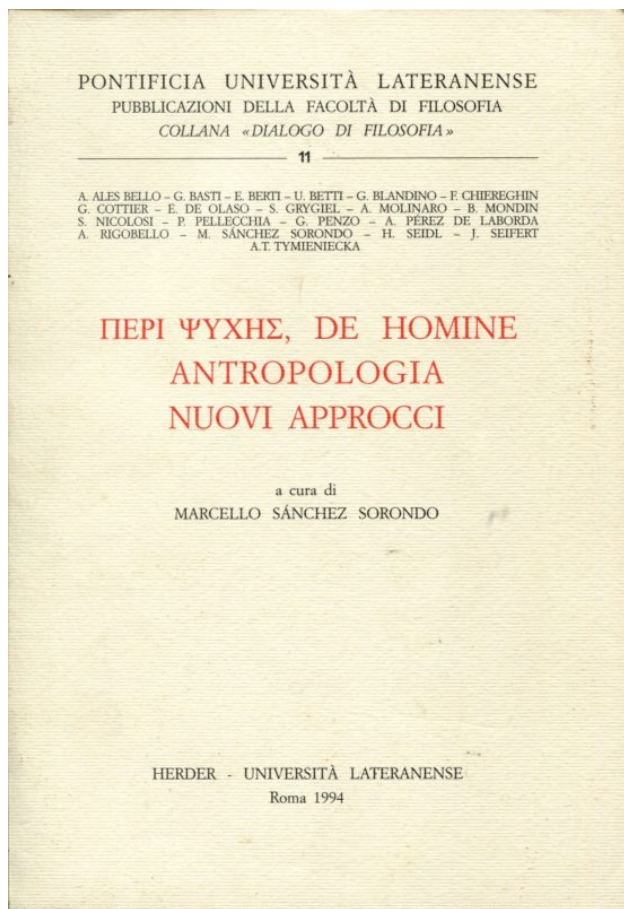 PONTIFICIA UNIVERSITÀ LATERANENSE
PUBBLICAZIONI DELLA FACOLTÀ DI FILOSOFIA
COLLANA «DIALOGO DI FILOSOFIA»
11
A. ALES BELLO – G. BASTI – E. BERTI – U. BETTI – G. BLANDINO – F. CHIEREGHIN
G. COTTIER – E. DE OLASO – S. GRYGIEL – A. MOLINARO – B. MONDIN
S. NICOLOSI – P. PELLECCHIA – G. PENZO – A. PÉREZ DE LABORDA
A. RIGOBELLO – M. SÁNCHEZ SORONDO – H. SEIDL – J. SEIFERT
A.T. TYMIENIECKA
ΠΕΡΙ ΨΥΧΗΣ, DE HOMINE
ANTROPOLOGIA
NUOVI APPROCCI
a cura di
MARCELLO SÁNCHEZ SORONDO
HERDER - UNIVERSITÀ LATERANENSE
Roma 1994